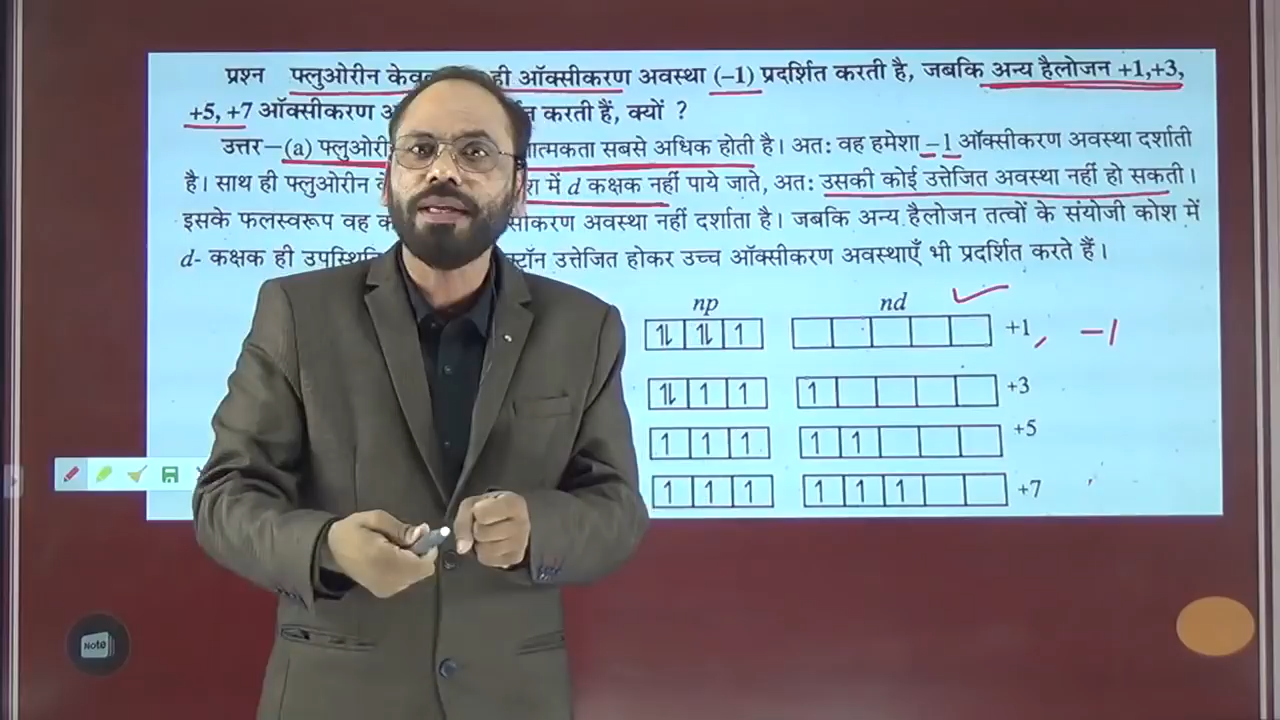 प्रश्न फ्लुओरीन केवल ही ऑक्सीकरण अवस्था (−1) प्रदर्शित करती है, जबकि अन्य हैलोजन +1,+3,
+5, +7 ऑक्सीकरण करती हैं, क्यों ?
उत्तर−(a) सबसे अधिक होती है। अतः वह हमेशा −1 ऑक्सीकरण अवस्था दर्शाती
है। साथ ही फ्लुओरीन में d कक्षक नहीं पाये जाते, अतः उसकी कोई उत्तेजित अवस्था नहीं हो सकती।
इसके फलस्वरूप वह अवस्था नहीं दर्शाता है। जबकि अन्य हैलोजन तत्वों के संयोजी कोश में
d- कक्षक ही उत्तेजित होकर उच्च ऑक्सीकरण अवस्थाएँ भी प्रदर्शित करते हैं।
np nd
⥮ ⥮ 1 +1, −1
⥮ 1 1 1 +3
1 1 1 1 1 +5
1 1 1 1 1 1 +7
Note